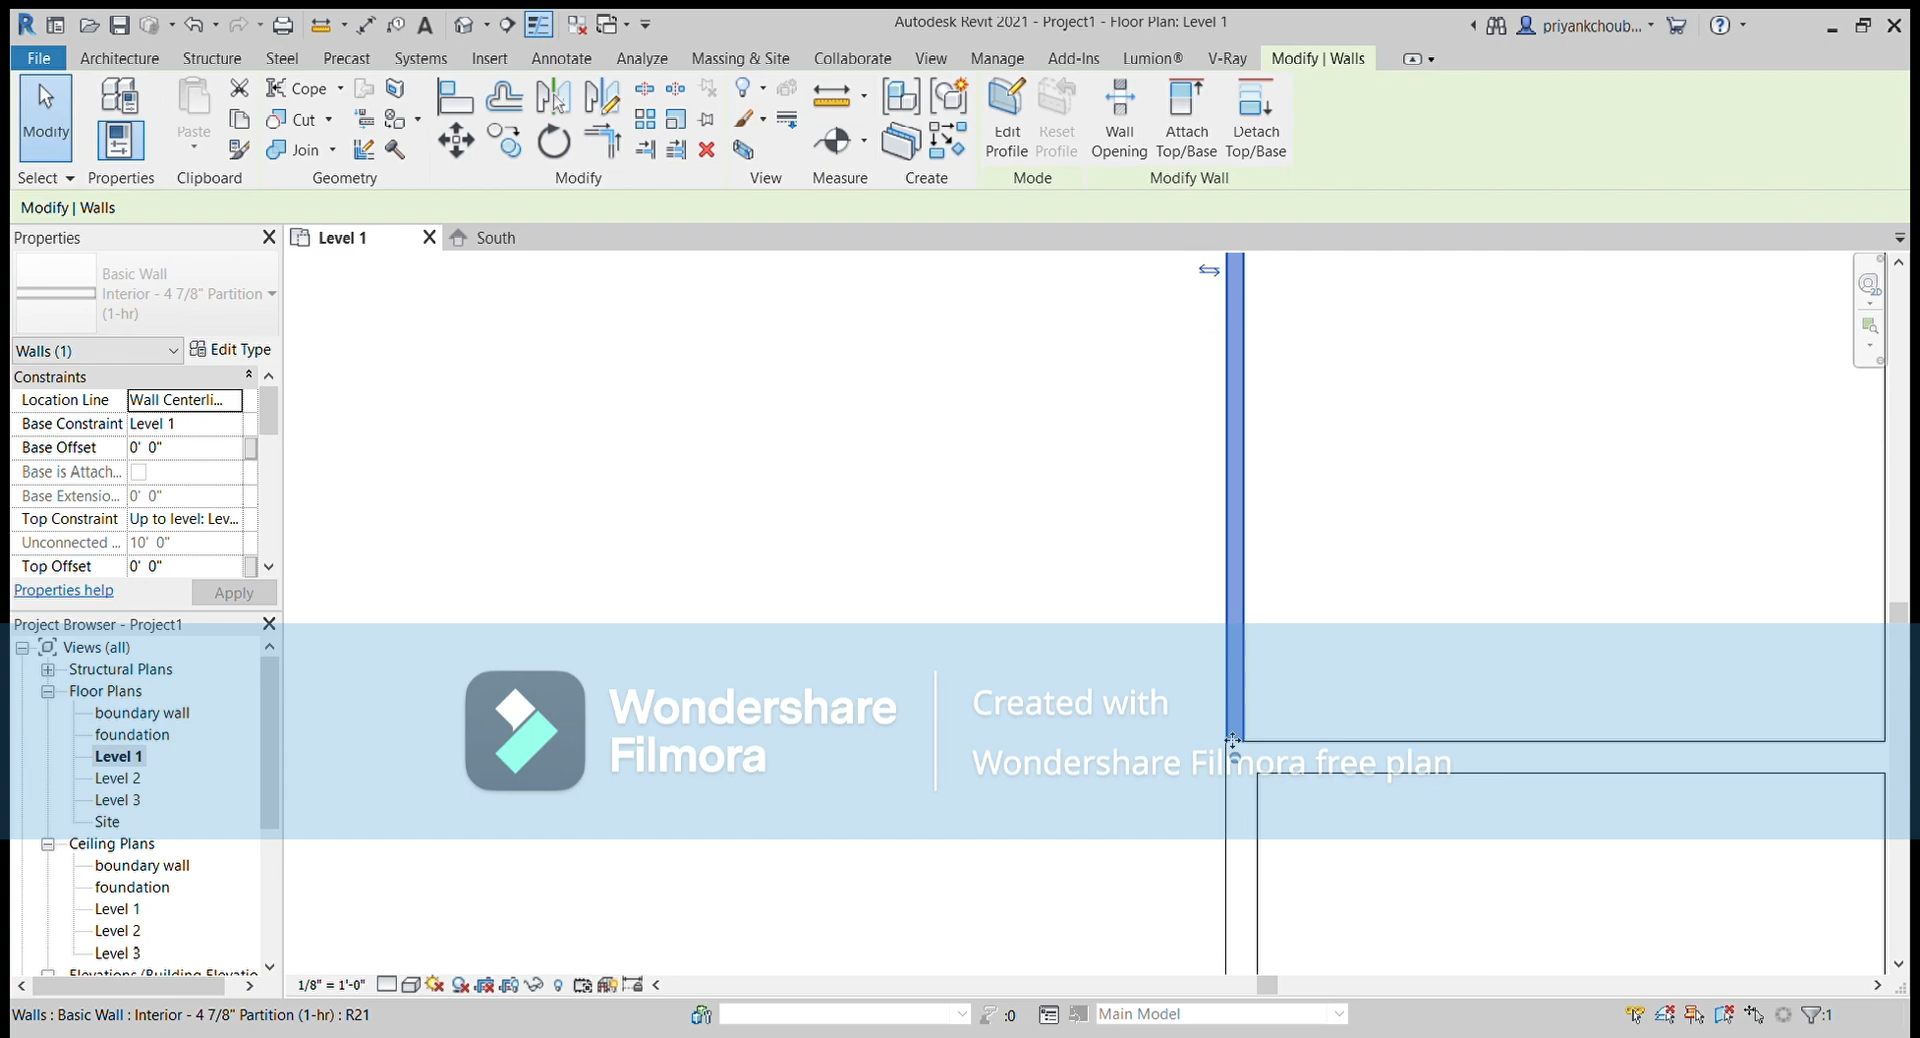 Autodesk Revit 2021 - Project1 - Floor Plan: Level 1
priyankchoub...
File Architecture Structure Steel Precast Systems Insert Annotate Analyze Massing & Site Collaborate View Manage Add-Ins Lumion® V-Ray Modify | Walls
Modify
Paste
Cope
Cut
Join
Edit Profile
Reset Profile
Wall Opening
Attach Top/Base
Detach Top/Base
Select Properties Clipboard Geometry Modify View Measure Create Mode Modify Wall
Modify | Walls
Properties
Level 1
South
Basic Wall
Interior - 4 7/8" Partition
(1-hr)
Walls (1)
Edit Type
Constraints
Location Line Wall Centerli...
Base Constraint Level 1
Base Offset 0' 0"
Base is Attach...
Base Extensio... 0' 0"
Top Constraint Up to level: Lev...
Unconnected ... 10' 0"
Top Offset 0' 0"
Properties help
Apply
Project Browser - Project1
Views (all)
Structural Plans
Floor Plans
boundary wall
foundation
Level 1
Level 2
Level 3
Site
Ceiling Plans
boundary wall
foundation
Level 1
Level 2
Level 3
Elevations (Building Elevatio
2D
Wondershare
Filmora
Created with
Wondershare Filmora free plan
1/8" = 1'-0"
Walls : Basic Wall : Interior - 4 7/8" Partition (1-hr) : R21
:0
Main Model
:1